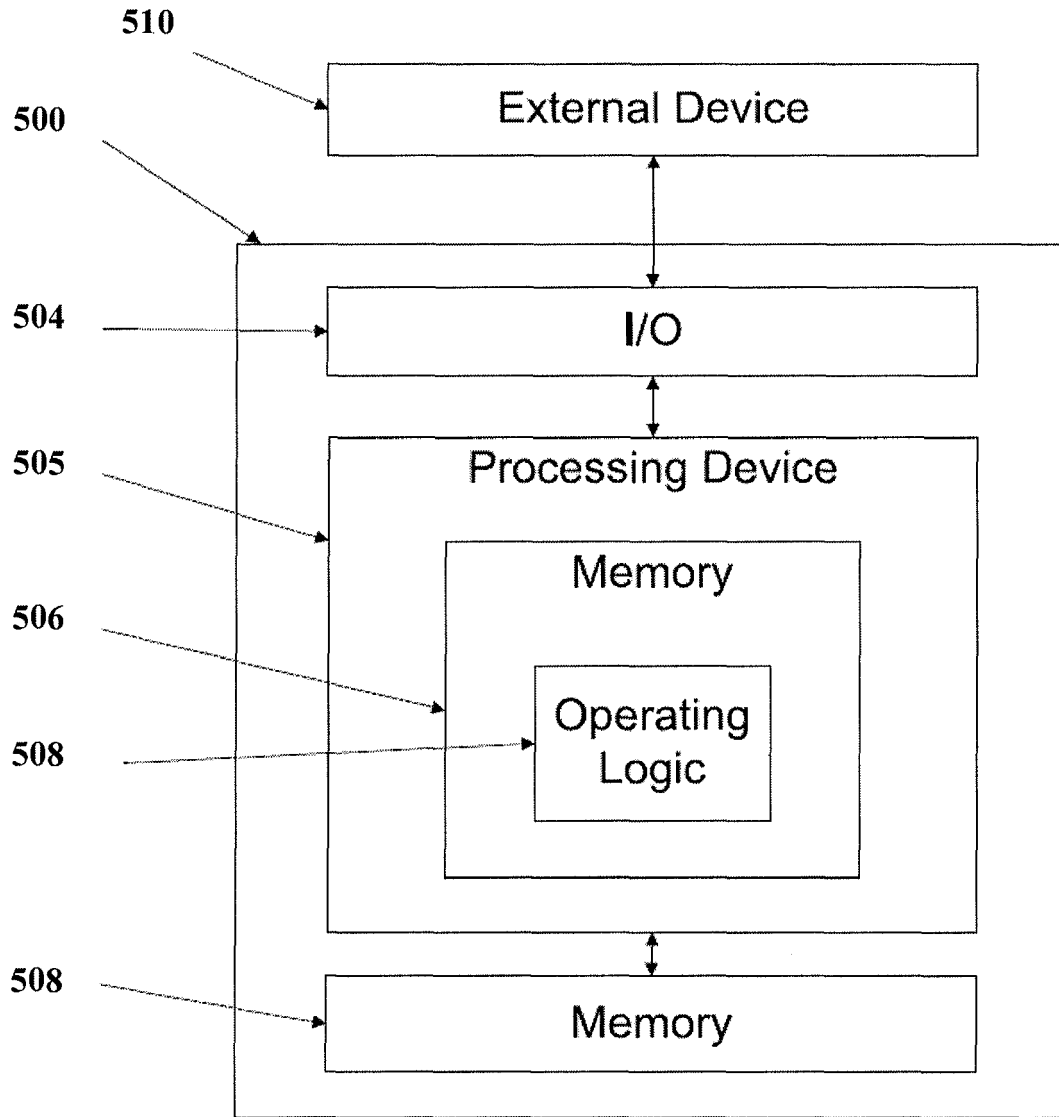 510
External Device
500
504
I/O
505
Processing Device
Memory
506
Operating
Logic
508
508
Memory